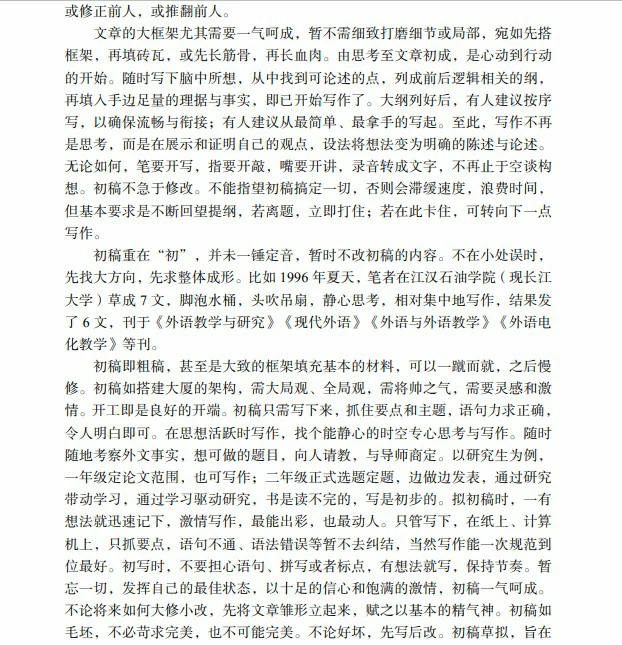 或修正前人，或推翻前人。
文章的大框架尤其需要一气呵成，暂不需细致打磨细节或局部，宛如先搭
框架，再填砖瓦，或先长筋骨，再长血肉。由思考至文章初成，是心动到行动
的开始。随时写下脑中所想，从中找到可论述的点，列成前后逻辑相关的纲，
再填入手边足量的理据与事实，即已开始写作了。大纲列好后，有人建议按序
写，以确保流畅与衔接；有人建议从最简单、最拿手的写起。至此，写作不再
是思考，而是在展示和证明自己的观点，设法将想法变为明确的陈述与论述。
无论如何，笔要开写，指要开敲，嘴要开讲，录音转成文字，不再止于空谈构
想。初稿不急于修改。不能指望初稿搞定一切，否则会滞缓速度，浪费时间，
但基本要求是不断回望提纲，若离题，立即打住；若在此卡住，可转向下一点
写作。
初稿重在“初”，并未一锤定音，暂时不改初稿的内容。不在小处误时，
先找大方向，先求整体成形。比如 1996 年夏天，笔者在江汉石油学院（现长江
大学）草成 7 文，脚泡水桶，头吹吊扇，静心思考，相对集中地写作，结果发
了 6 文，刊于《外语教学与研究》《现代外语》《外语与外语教学》《外语电
化教学》等刊。
初稿即粗稿，甚至是大致的框架填充基本的材料，可以一蹴而就，之后慢
修。初稿如搭建大厦的架构，需大局观、全局观，需将帅之气，需要灵感和激
情。开工即是良好的开端。初稿只需写下来，抓住要点和主题，语句力求正确，
令人明白即可。在思想活跃时写作，找个能静心的时空专心思考与写作。随时
随地考察外文事实，想可做的题目，向人请教，与导师商定。以研究生为例，
一年级定论文范围，也可写作；二年级正式选题定题，边做边发表，通过研究
带动学习，通过学习驱动研究，书是读不完的，写是初步的。拟初稿时，一有
想法就迅速记下，激情写作，最能出彩，也最动人。只管写下，在纸上、计算
机上，只抓要点，语句不通、语法错误等暂不去纠结，当然写作能一次规范到
位最好。初写时，不要担心语句、拼写或者标点，有想法就写，保持节奏。暂
忘一切，发挥自己的最佳状态，以十足的信心和饱满的激情，初稿一气呵成。
不论将来如何大修小改，先将文章雏形立起来，赋之以基本的精气神。初稿如
毛坯，不必苛求完美，也不可能完美。不论好坏，先写后改。初稿草拟，旨在